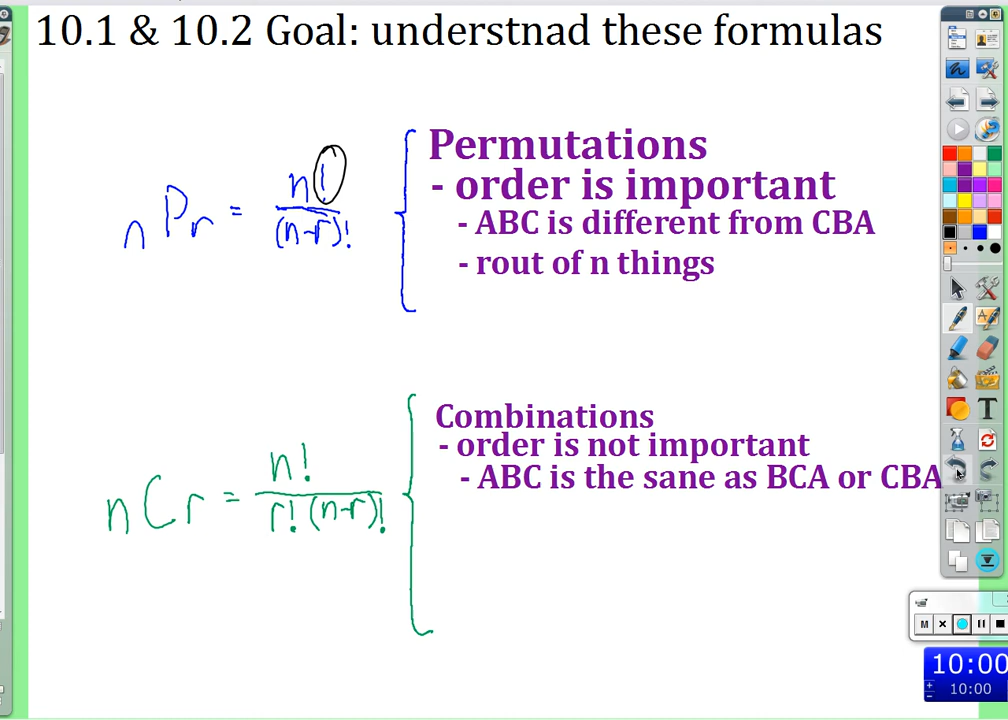 10.1 & 10.2 Goal: understnad these formulas
nPr = n! / (n-r)!
Permutations
- order is important
- ABC is different from CBA
- rout of n things
nCr = n! / r! (n-r)!
Combinations
- order is not important
- ABC is the sane as BCA or CBA
M
10:00
10:00